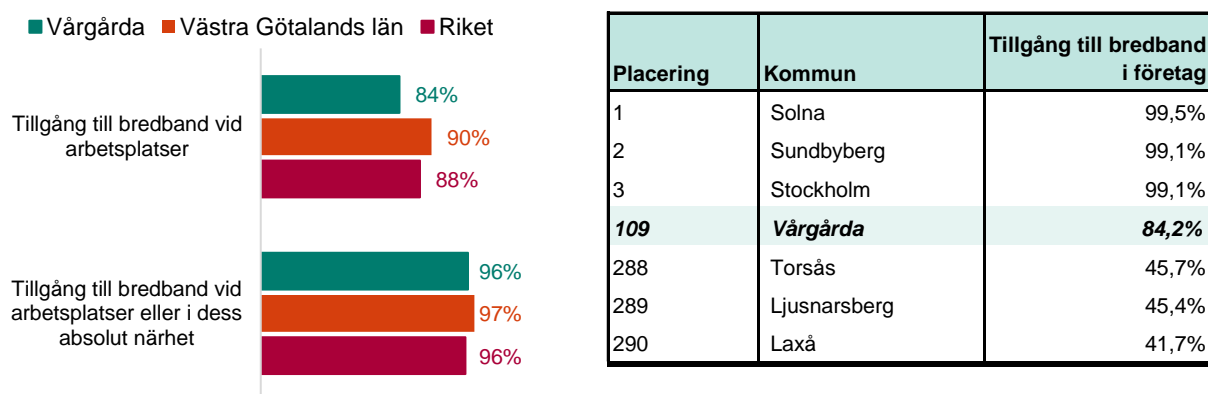 Vårgårda Västra Götalands län Riket
Tillgång till bredband vid
arbetsplatser
84%
90%
88%
Tillgång till bredband vid
arbetsplatser eller i dess
absolut närhet
96%
97%
96%
Placering Kommun Tillgång till bredband
i företag
1 Solna 99,5%
2 Sundbyberg 99,1%
3 Stockholm 99,1%
109 Vårgårda 84,2%
288 Torsås 45,7%
289 Ljusnarsberg 45,4%
290 Laxå 41,7%